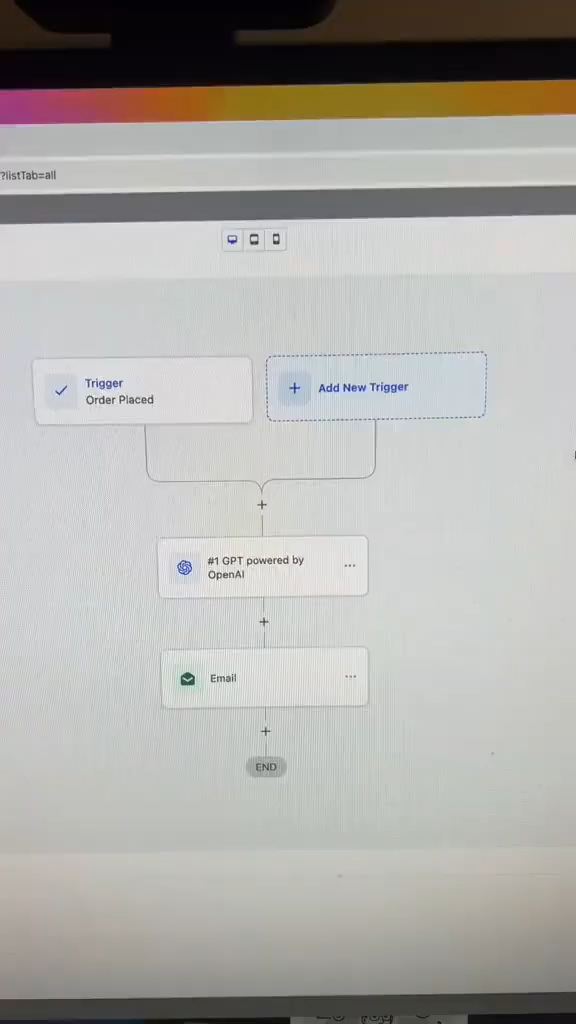 ?listTab=all
Trigger
Order Placed
Add New Trigger
#1 GPT powered by
OpenAI
Email
END